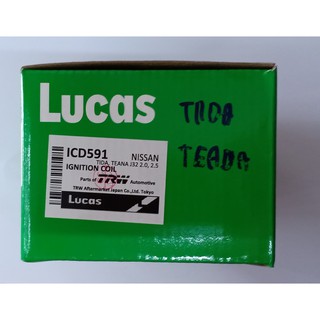 Lucas
TIDA
TEANA
ICD591 NISSAN
TIDA, TEANA J32 2.0, 2.5
IGNITION COIL
Parts of TRW Automotive
TRW Aftermarket Japan Co.,Ltd. Tokyo
Lucas